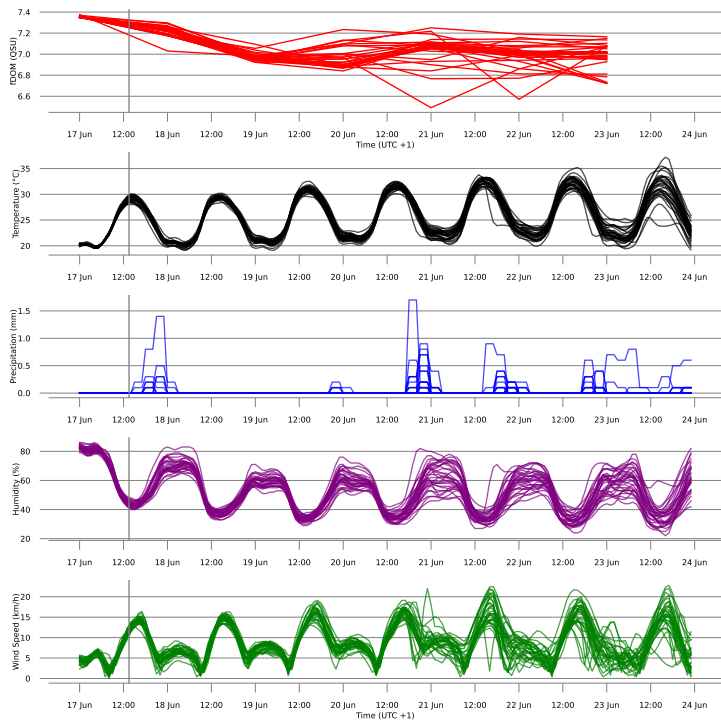 7.4
7.2
7.0
6.8
6.6
fDOM (QSU)
17 Jun 12:00 18 Jun 12:00 19 Jun 12:00 20 Jun 12:00 21 Jun 12:00 22 Jun 12:00 23 Jun 12:00 24 Jun
Time (UTC +1)
35
30
25
20
Temperature (°C)
17 Jun 12:00 18 Jun 12:00 19 Jun 12:00 20 Jun 12:00 21 Jun 12:00 22 Jun 12:00 23 Jun 12:00 24 Jun
1.5
1.0
0.5
0.0
Precipitation (mm)
17 Jun 12:00 18 Jun 12:00 19 Jun 12:00 20 Jun 12:00 21 Jun 12:00 22 Jun 12:00 23 Jun 12:00 24 Jun
80
60
40
20
Humidity (%)
17 Jun 12:00 18 Jun 12:00 19 Jun 12:00 20 Jun 12:00 21 Jun 12:00 22 Jun 12:00 23 Jun 12:00 24 Jun
20
15
10
5
0
Wind Speed (km/h)
17 Jun 12:00 18 Jun 12:00 19 Jun 12:00 20 Jun 12:00 21 Jun 12:00 22 Jun 12:00 23 Jun 12:00 24 Jun
Time (UTC +1)